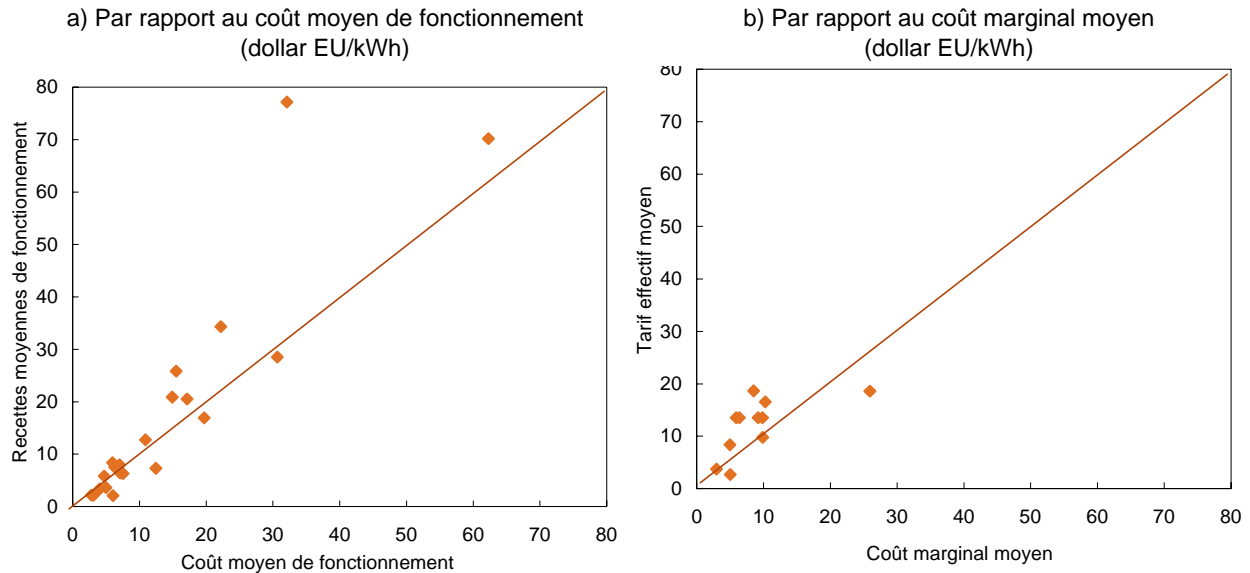 a) Par rapport au coût moyen de fonctionnement
(dollar EU/kWh)
80
70
60
50
40
30
20
10
0
0 10 20 30 40 50 60 70 80
Recettes moyennes de fonctionnement
Coût moyen de fonctionnement
b) Par rapport au coût marginal moyen
(dollar EU/kWh)
80
70
60
50
40
30
20
10
0
0 10 20 30 40 50 60 70 80
Tarif effectif moyen
Coût marginal moyen